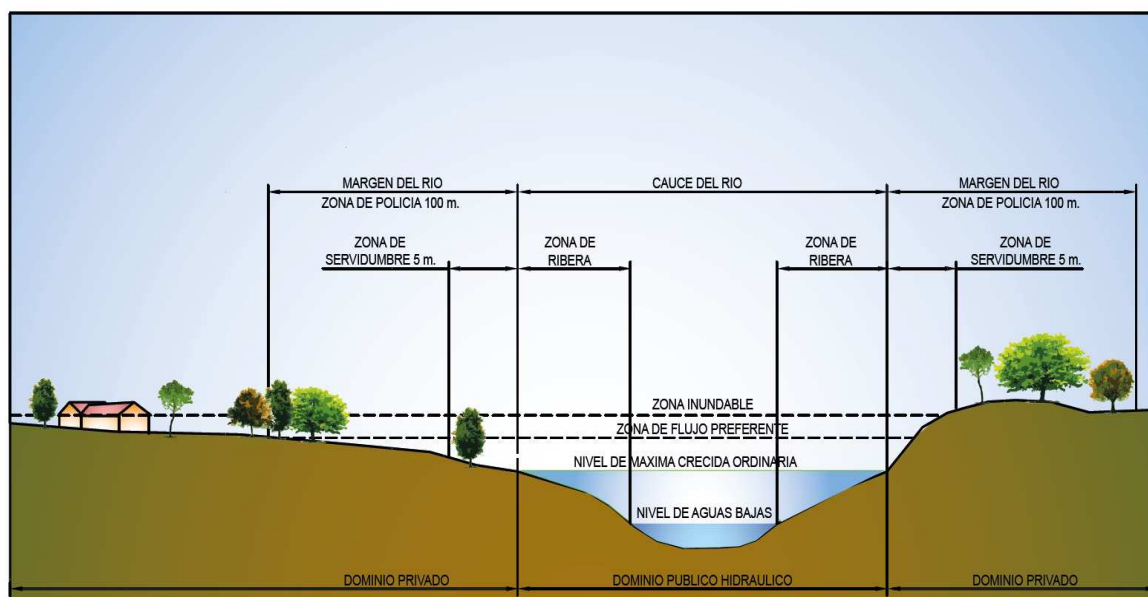 MARGEN DEL RIO
ZONA DE POLICIA 100 m.
CAUCE DEL RIO
MARGEN DEL RIO
ZONA DE POLICIA 100 m.
ZONA DE
SERVIDUMBRE 5 m.
ZONA DE
RIBERA
ZONA DE
RIBERA
ZONA DE
SERVIDUMBRE 5 m.
ZONA INUNDABLE
ZONA DE FLUJO PREFERENTE
NIVEL DE MAXIMA CRECIDA ORDINARIA
NIVEL DE AGUAS BAJAS
DOMINIO PRIVADO
DOMINIO PUBLICO HIDRAULICO
DOMINIO PRIVADO